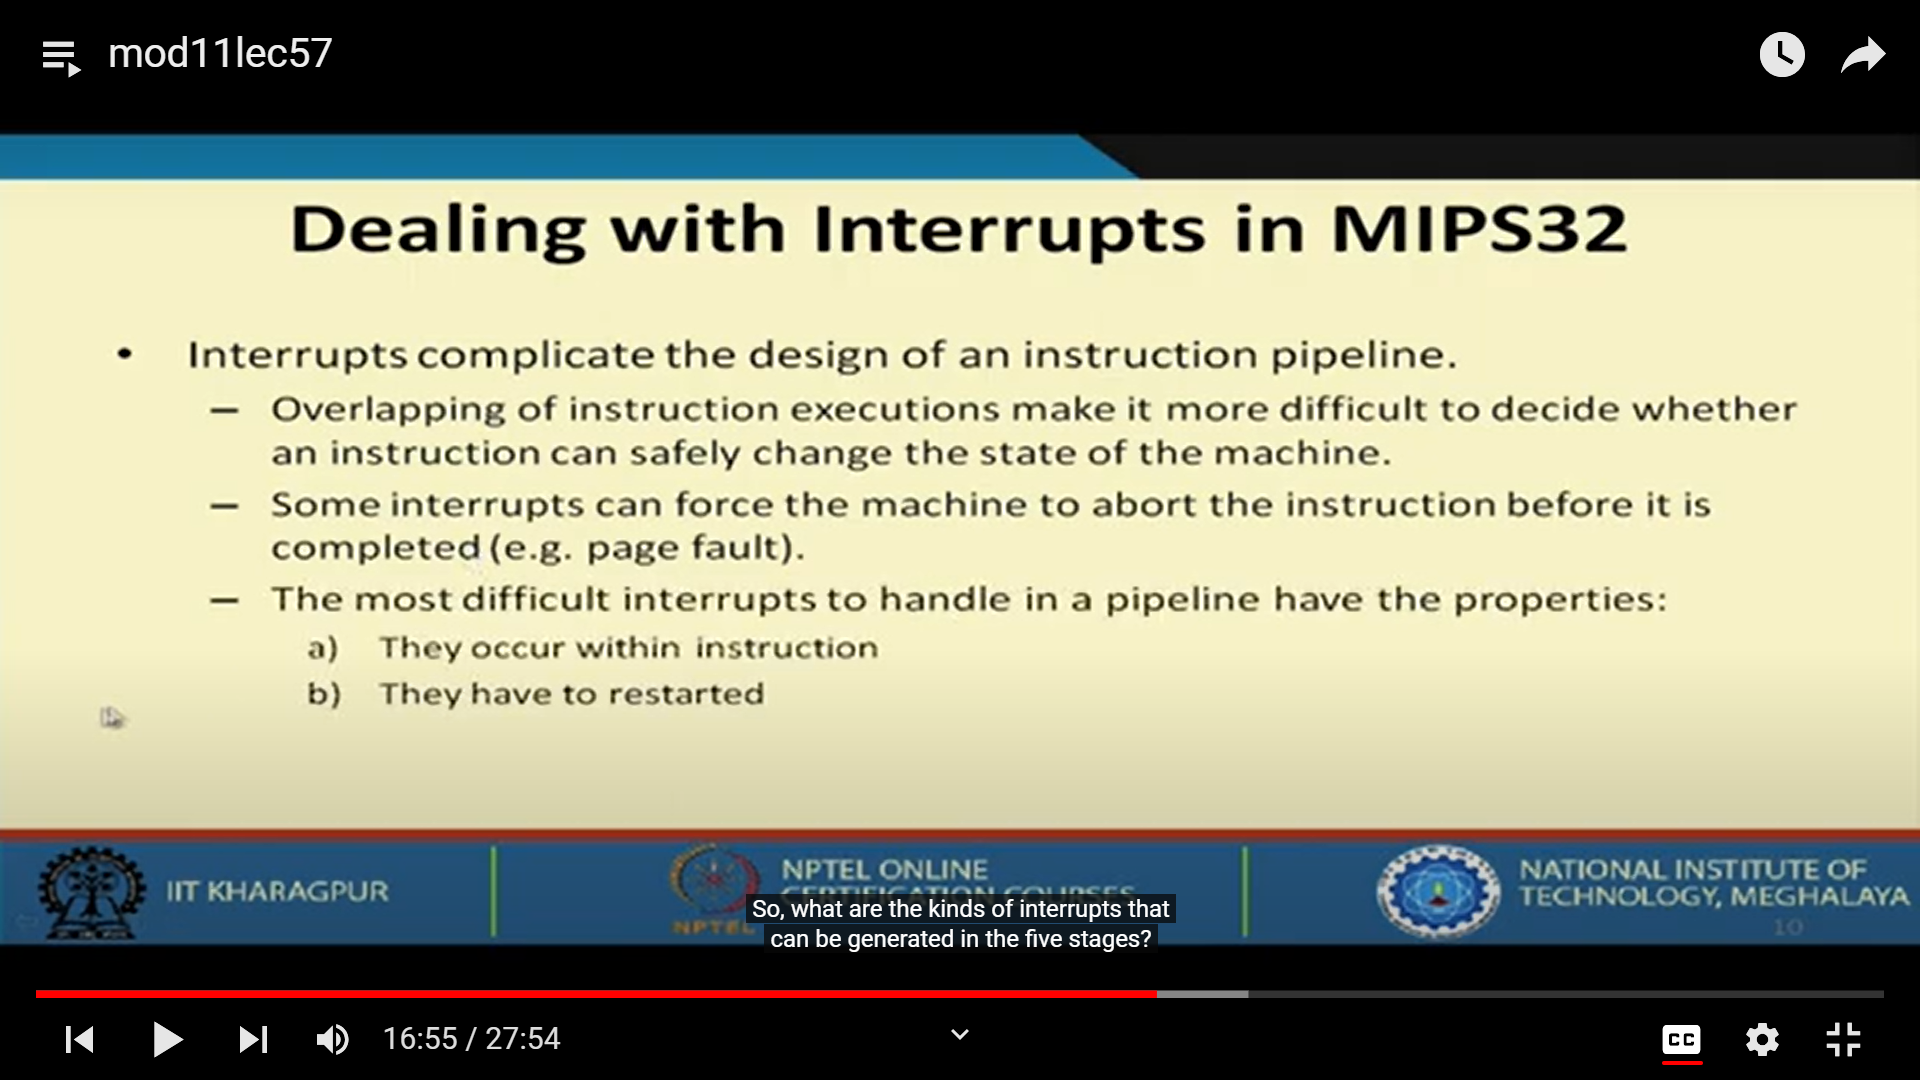 mod11lec57
Dealing with Interrupts in MIPS32
• Interrupts complicate the design of an instruction pipeline.
– Overlapping of instruction executions make it more difficult to decide whether
an instruction can safely change the state of the machine.
– Some interrupts can force the machine to abort the instruction before it is
completed (e.g. page fault).
– The most difficult interrupts to handle in a pipeline have the properties:
a) They occur within instruction
b) They have to restarted
IIT KHARAGPUR
NPTEL ONLINE
CERTIFICATION COURSES
NPTEL
NATIONAL INSTITUTE OF
TECHNOLOGY, MEGHALAYA
10
So, what are the kinds of interrupts that
can be generated in the five stages?
16:55 / 27:54
CC